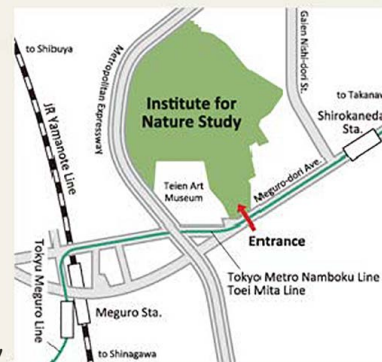 to Shibuya
Metropolitan Expressway
Gaien Nishi-dori St.
JR Yamote Line
Institute for
Nature Study
to Takanaw
Shirokaneda
Sta.
Teien Art
Museum
Meguro-dori Ave.
Entrance
Tokyo Metro Namboku Line
Toei Mita Line
Tokyu Meguro Line
Meguro Sta.
to Shinagawa